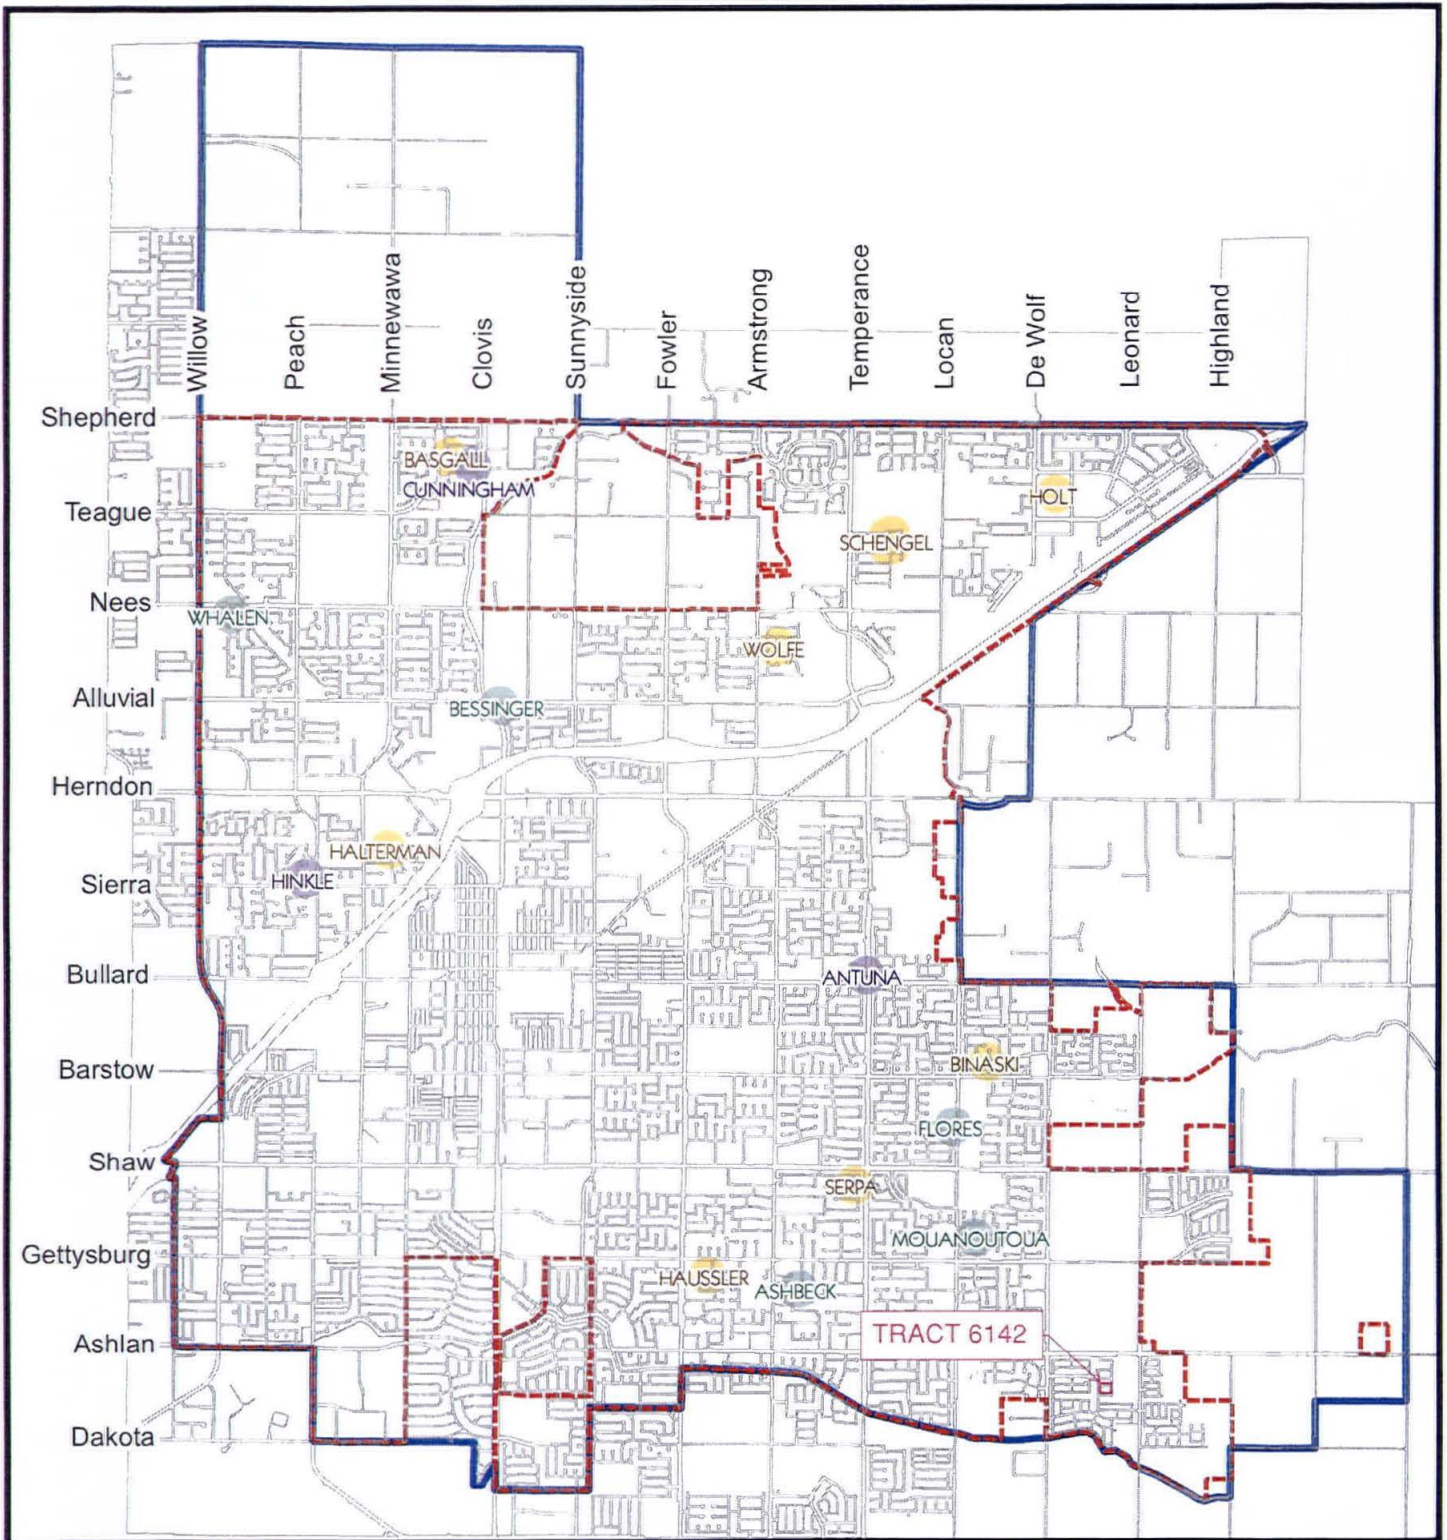 Willow
Peach
Minnewawa
Clovis
Sunnyside
Fowler
Armstrong
Temperance
Locan
De Wolf
Leonard
Highland
Shepherd
BASGALL
CUNNINGHAM
HOLT
Teague
SCHENGEL
Nees
WHALEN
WOLFE
Alluvial
BESSINGER
Herndon
HALTERMAN
HINKLE
Sierra
Bullard
ANTUNA
BINASKI
Barstow
FLORES
Shaw
SERPA
MOUANOUTOUA
Gettysburg
HAUSSLER
ASHBECK
TRACT 6142
Ashlan
Dakota